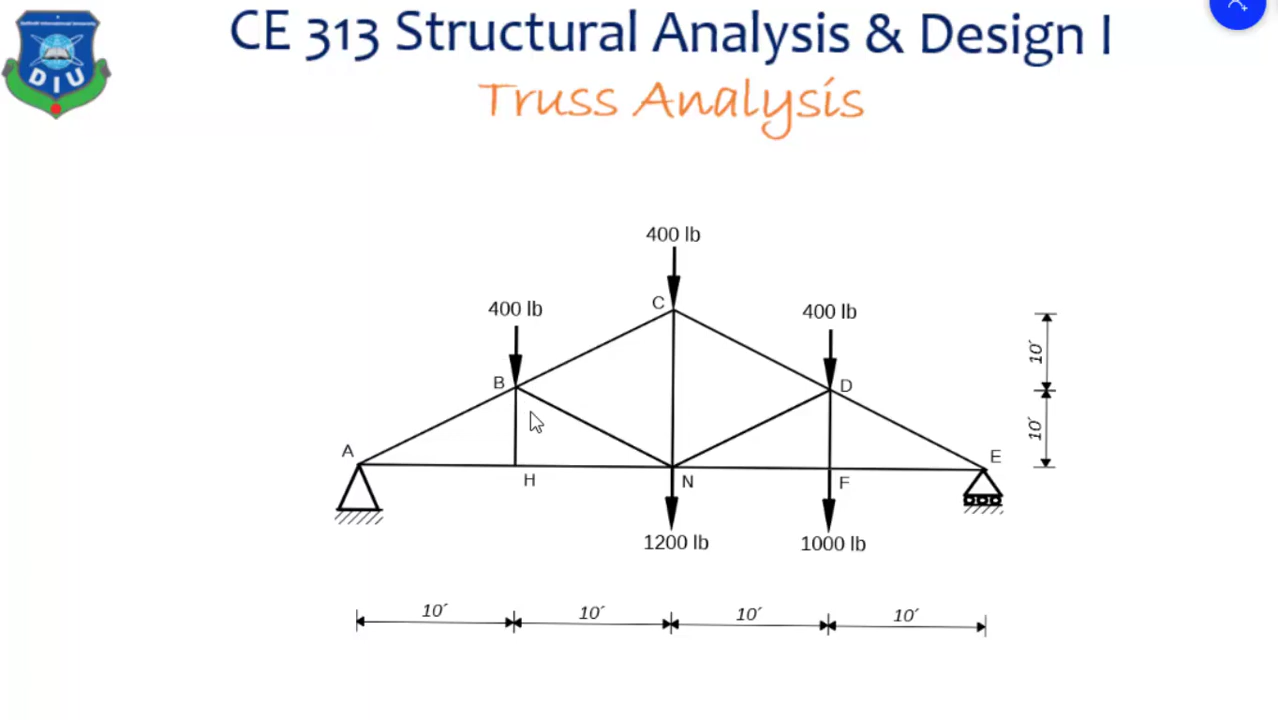 CE 313 Structural Analysis & Design I
DIU
Truss Analysis
400 lb
400 lb
400 lb
C
B
D
A
E
H
N
F
1200 lb
1000 lb
10′
10′
10′
10′
10′
10′